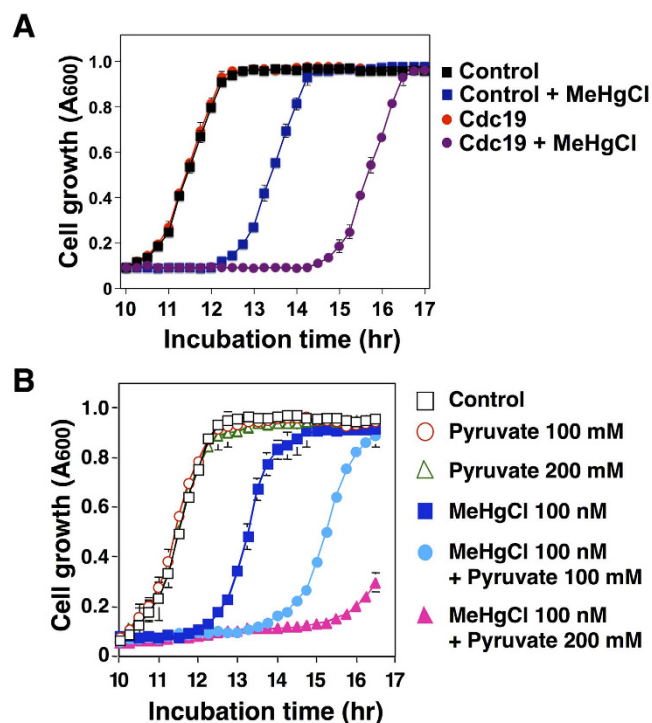 A
Cell growth (A600)
1.0
0.8
0.6
0.4
0.2
0
10 11 12 13 14 15 16 17
Incubation time (hr)
Control
Control + MeHgCl
Cdc19
Cdc19 + MeHgCl
B
Cell growth (A600)
1.0
0.8
0.6
0.4
0.2
0
10 11 12 13 14 15 16 17
Incubation time (hr)
Control
Pyruvate 100 mM
Pyruvate 200 mM
MeHgCl 100 nM
MeHgCl 100 nM
+ Pyruvate 100 mM
MeHgCl 100 nM
+ Pyruvate 200 mM